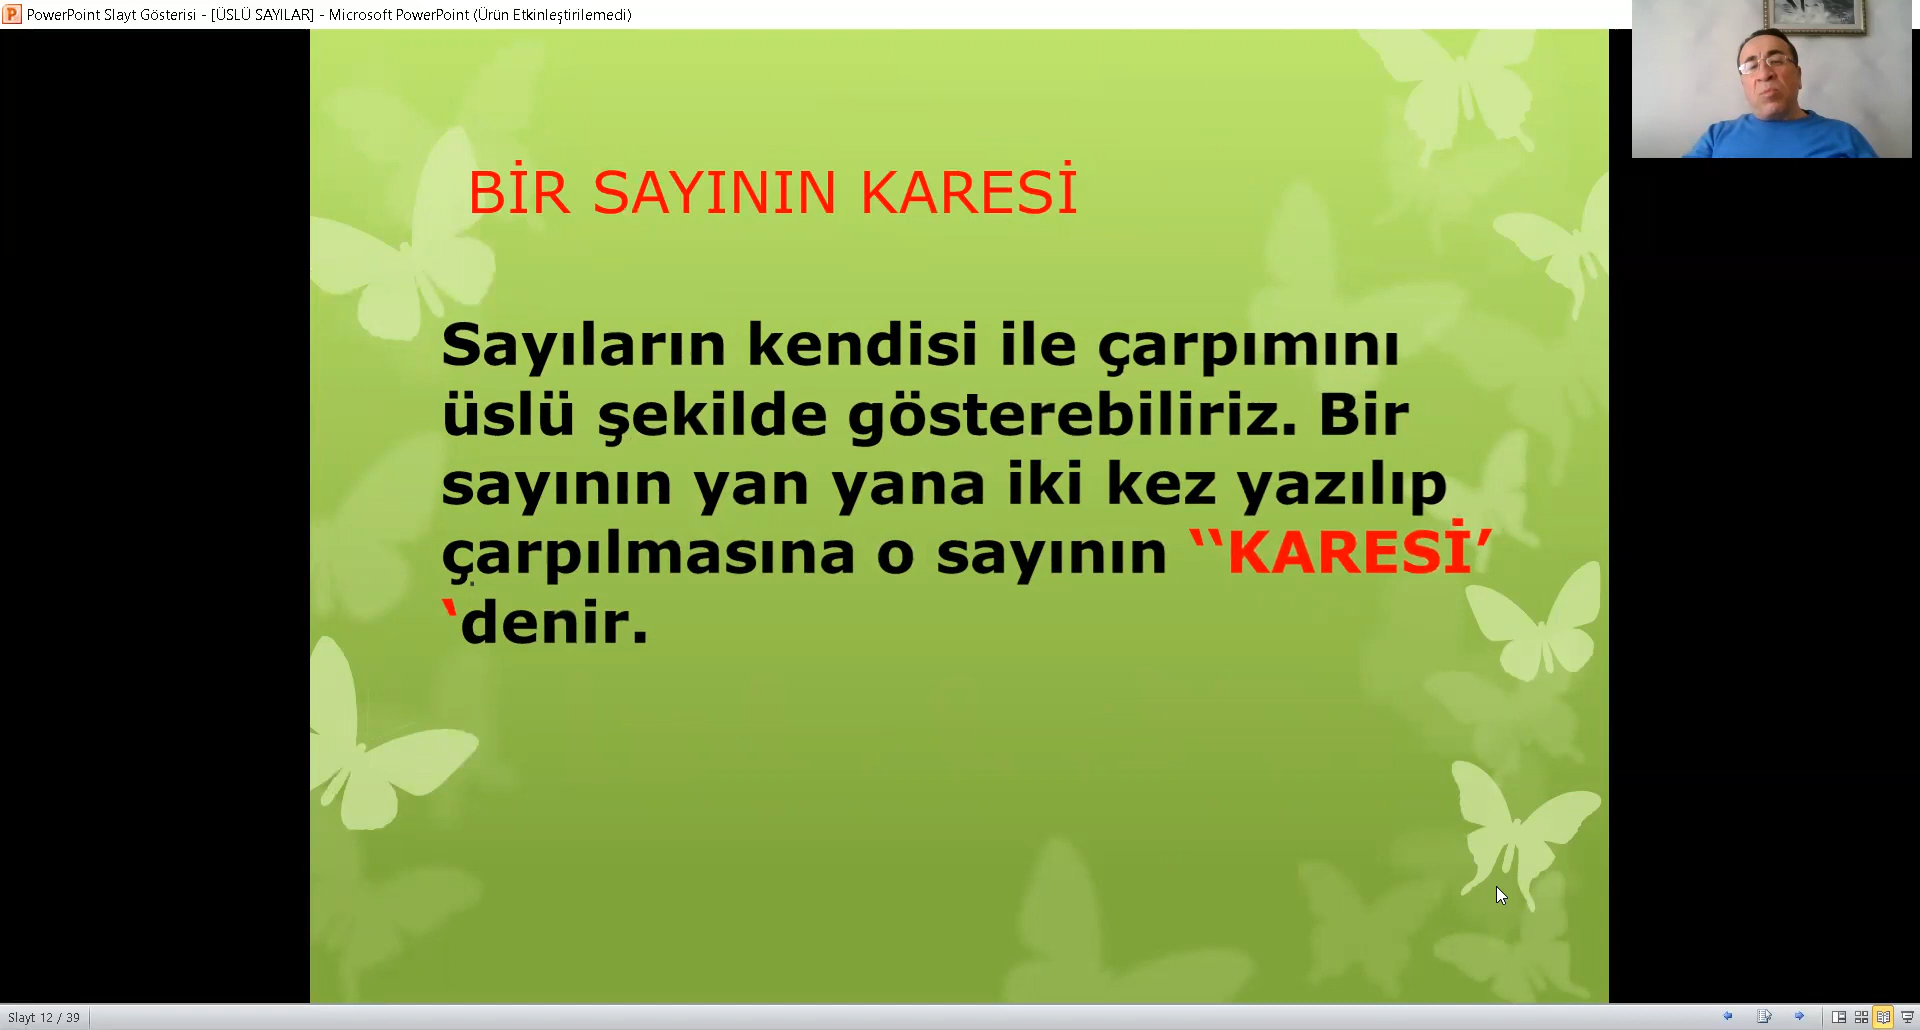 PowerPoint Slayt Gösterisi - [ÜSLÜ SAYILAR] - Microsoft PowerPoint (Ürün Etkinleştirilemedi)
BİR SAYININ KARESİ
Sayıların kendisi ile çarpımını
üslü şekilde gösterebiliriz. Bir
sayının yan yana iki kez yazılıp
çarpılmasına o sayının ‘‘KARESİ’
‘denir.
Slayt 12 / 39